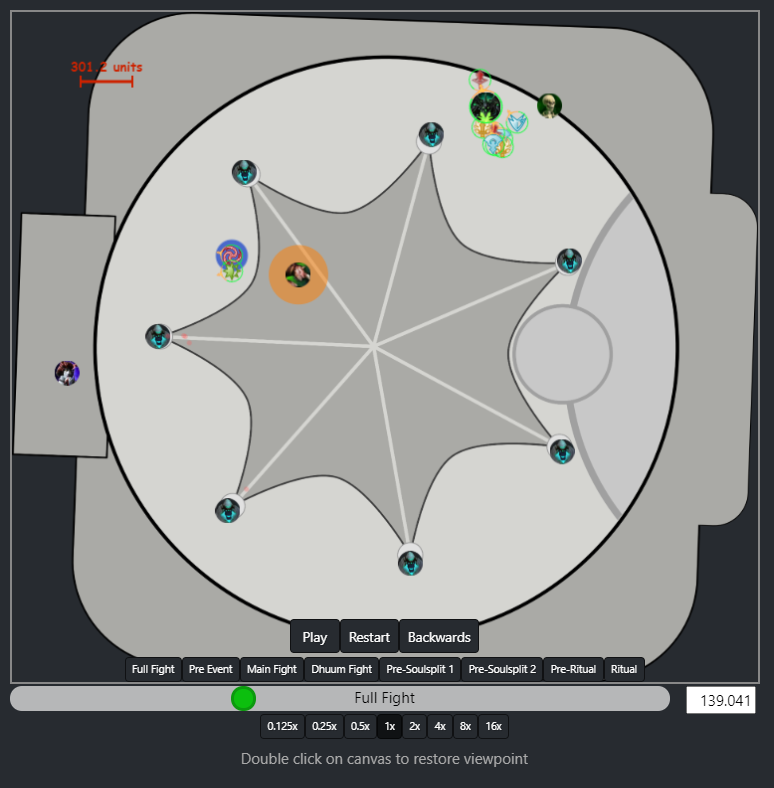 301.2 units
Play Restart Backwards
Full Fight Pre Event Main Fight Dhuum Fight Pre-Soulsplit 1 Pre-Soulsplit 2 Pre-Ritual Ritual
Full Fight 139.041
0.125x 0.25x 0.5x 1x 2x 4x 8x 16x
Double click on canvas to restore viewpoint